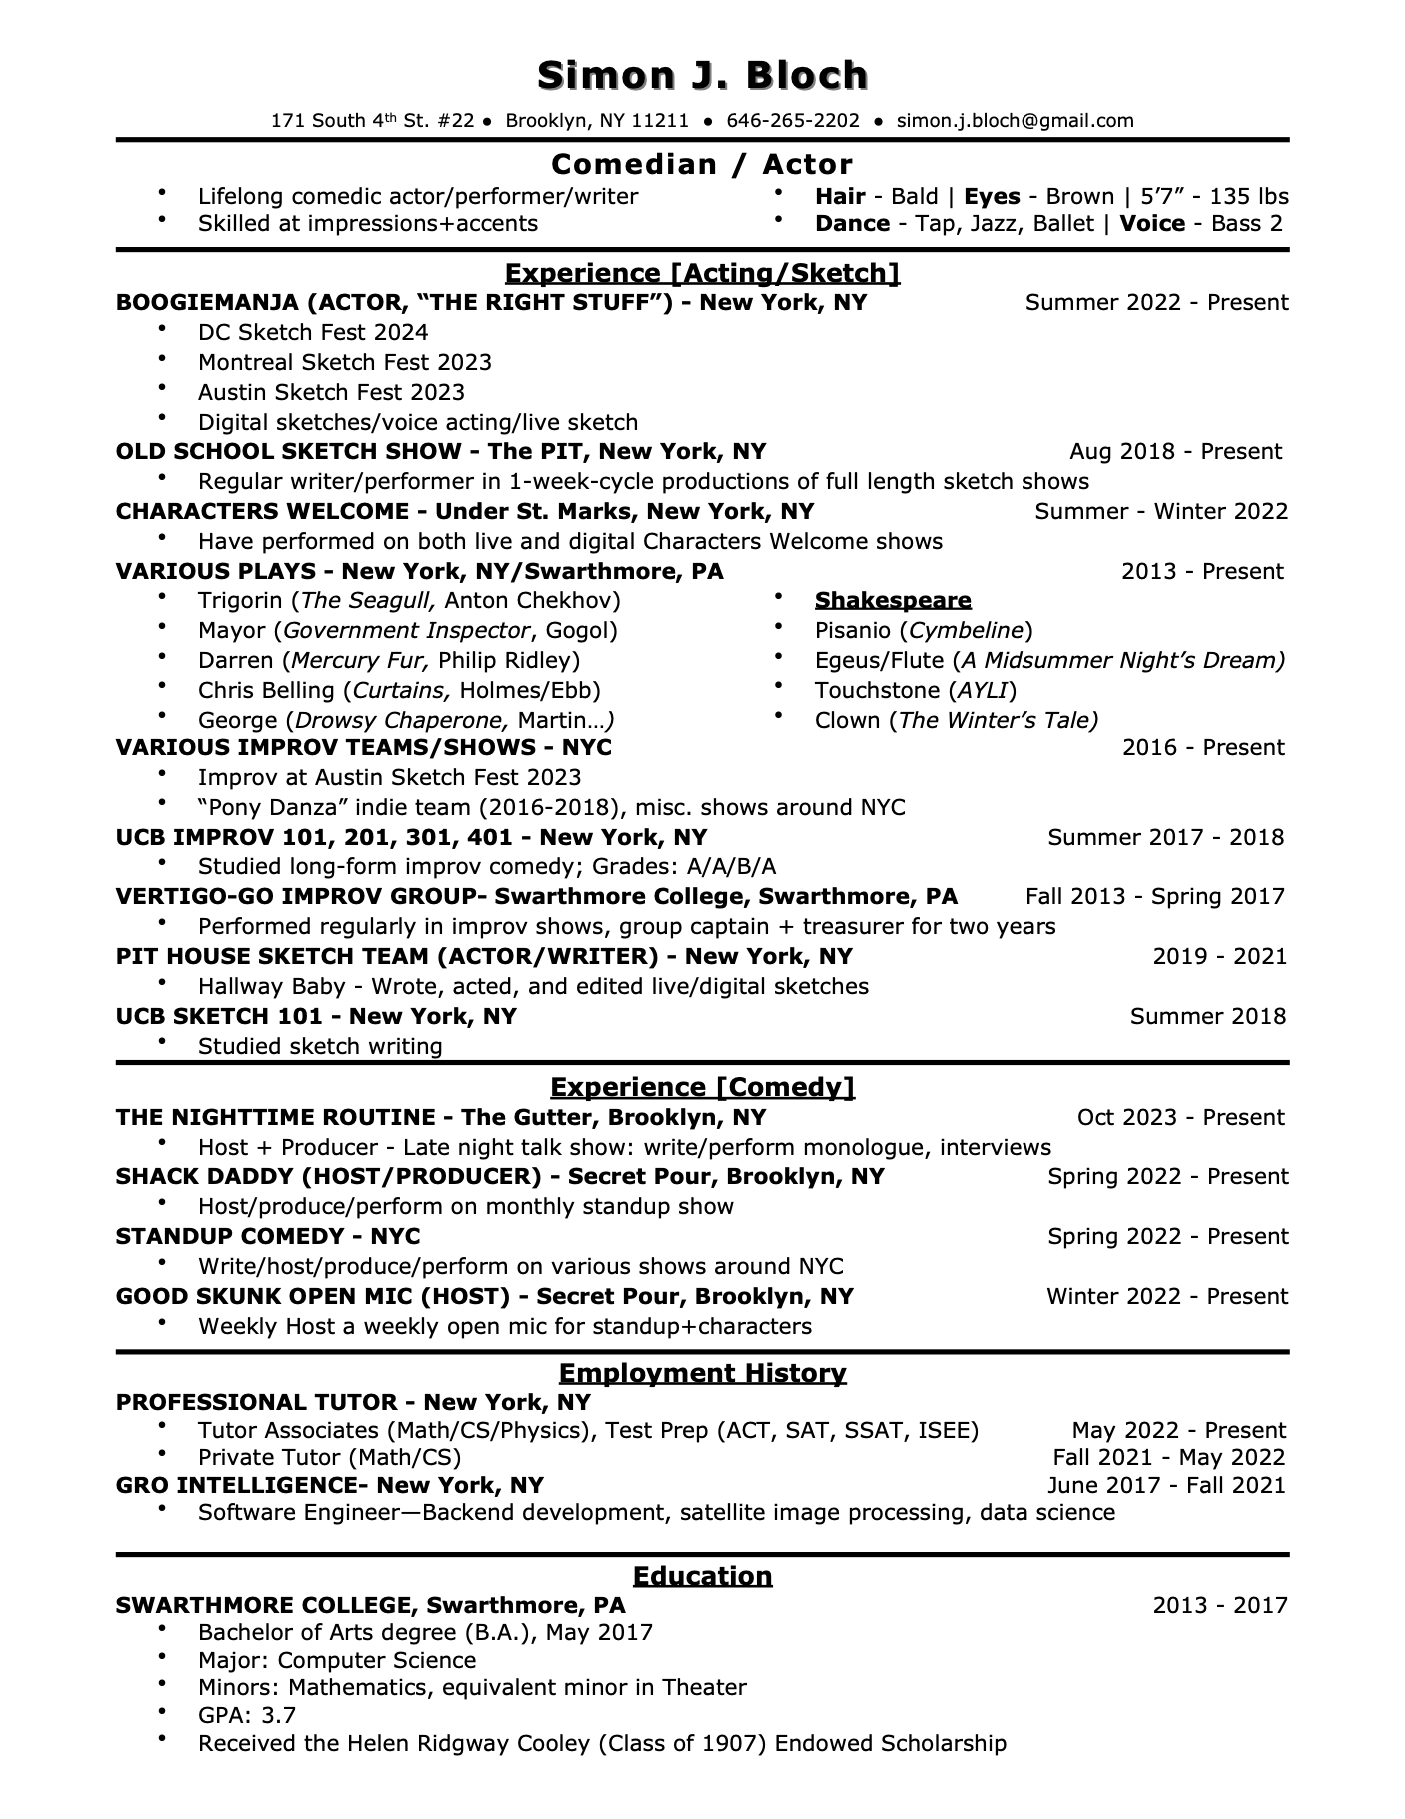 Simon J. Bloch
171 South 4th St. #22 ● Brooklyn, NY 11211 ● 646-265-2202 ● simon.j.bloch@gmail.com
Comedian / Actor
• Lifelong comedic actor/performer/writer
• Skilled at impressions+accents
• Hair - Bald | Eyes - Brown | 5’7” - 135 lbs
• Dance - Tap, Jazz, Ballet | Voice - Bass 2
Experience [Acting/Sketch]
BOOGIEMANJA (ACTOR, “THE RIGHT STUFF”) - New York, NY Summer 2022 - Present
• DC Sketch Fest 2024
• Montreal Sketch Fest 2023
• Austin Sketch Fest 2023
• Digital sketches/voice acting/live sketch
OLD SCHOOL SKETCH SHOW - The PIT, New York, NY Aug 2018 - Present
• Regular writer/performer in 1-week-cycle productions of full length sketch shows
CHARACTERS WELCOME - Under St. Marks, New York, NY Summer - Winter 2022
• Have performed on both live and digital Characters Welcome shows
VARIOUS PLAYS - New York, NY/Swarthmore, PA 2013 - Present
• Trigorin (The Seagull, Anton Chekhov)
• Mayor (Government Inspector, Gogol)
• Darren (Mercury Fur, Philip Ridley)
• Chris Belling (Curtains, Holmes/Ebb)
• George (Drowsy Chaperone, Martin…)
• Shakespeare
• Pisanio (Cymbeline)
• Egeus/Flute (A Midsummer Night’s Dream)
• Touchstone (AYLI)
• Clown (The Winter’s Tale)
VARIOUS IMPROV TEAMS/SHOWS - NYC 2016 - Present
• Improv at Austin Sketch Fest 2023
• “Pony Danza” indie team (2016-2018), misc. shows around NYC
UCB IMPROV 101, 201, 301, 401 - New York, NY Summer 2017 - 2018
• Studied long-form improv comedy; Grades: A/A/B/A
VERTIGO-GO IMPROV GROUP- Swarthmore College, Swarthmore, PA Fall 2013 - Spring 2017
• Performed regularly in improv shows, group captain + treasurer for two years
PIT HOUSE SKETCH TEAM (ACTOR/WRITER) - New York, NY 2019 - 2021
• Hallway Baby - Wrote, acted, and edited live/digital sketches
UCB SKETCH 101 - New York, NY Summer 2018
• Studied sketch writing
Experience [Comedy]
THE NIGHTTIME ROUTINE - The Gutter, Brooklyn, NY Oct 2023 - Present
• Host + Producer - Late night talk show: write/perform monologue, interviews
SHACK DADDY (HOST/PRODUCER) - Secret Pour, Brooklyn, NY Spring 2022 - Present
• Host/produce/perform on monthly standup show
STANDUP COMEDY - NYC Spring 2022 - Present
• Write/host/produce/perform on various shows around NYC
GOOD SKUNK OPEN MIC (HOST) - Secret Pour, Brooklyn, NY Winter 2022 - Present
• Weekly Host a weekly open mic for standup+characters
Employment History
PROFESSIONAL TUTOR - New York, NY
• Tutor Associates (Math/CS/Physics), Test Prep (ACT, SAT, SSAT, ISEE) May 2022 - Present
• Private Tutor (Math/CS) Fall 2021 - May 2022
GRO INTELLIGENCE- New York, NY June 2017 - Fall 2021
• Software Engineer—Backend development, satellite image processing, data science
Education
SWARTHMORE COLLEGE, Swarthmore, PA 2013 - 2017
• Bachelor of Arts degree (B.A.), May 2017
• Major: Computer Science
• Minors: Mathematics, equivalent minor in Theater
• GPA: 3.7
• Received the Helen Ridgway Cooley (Class of 1907) Endowed Scholarship